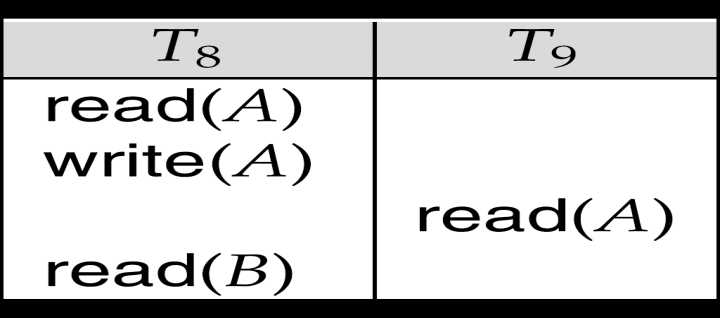 T₈ T₉
read(A)
write(A)
read(A)
read(B)